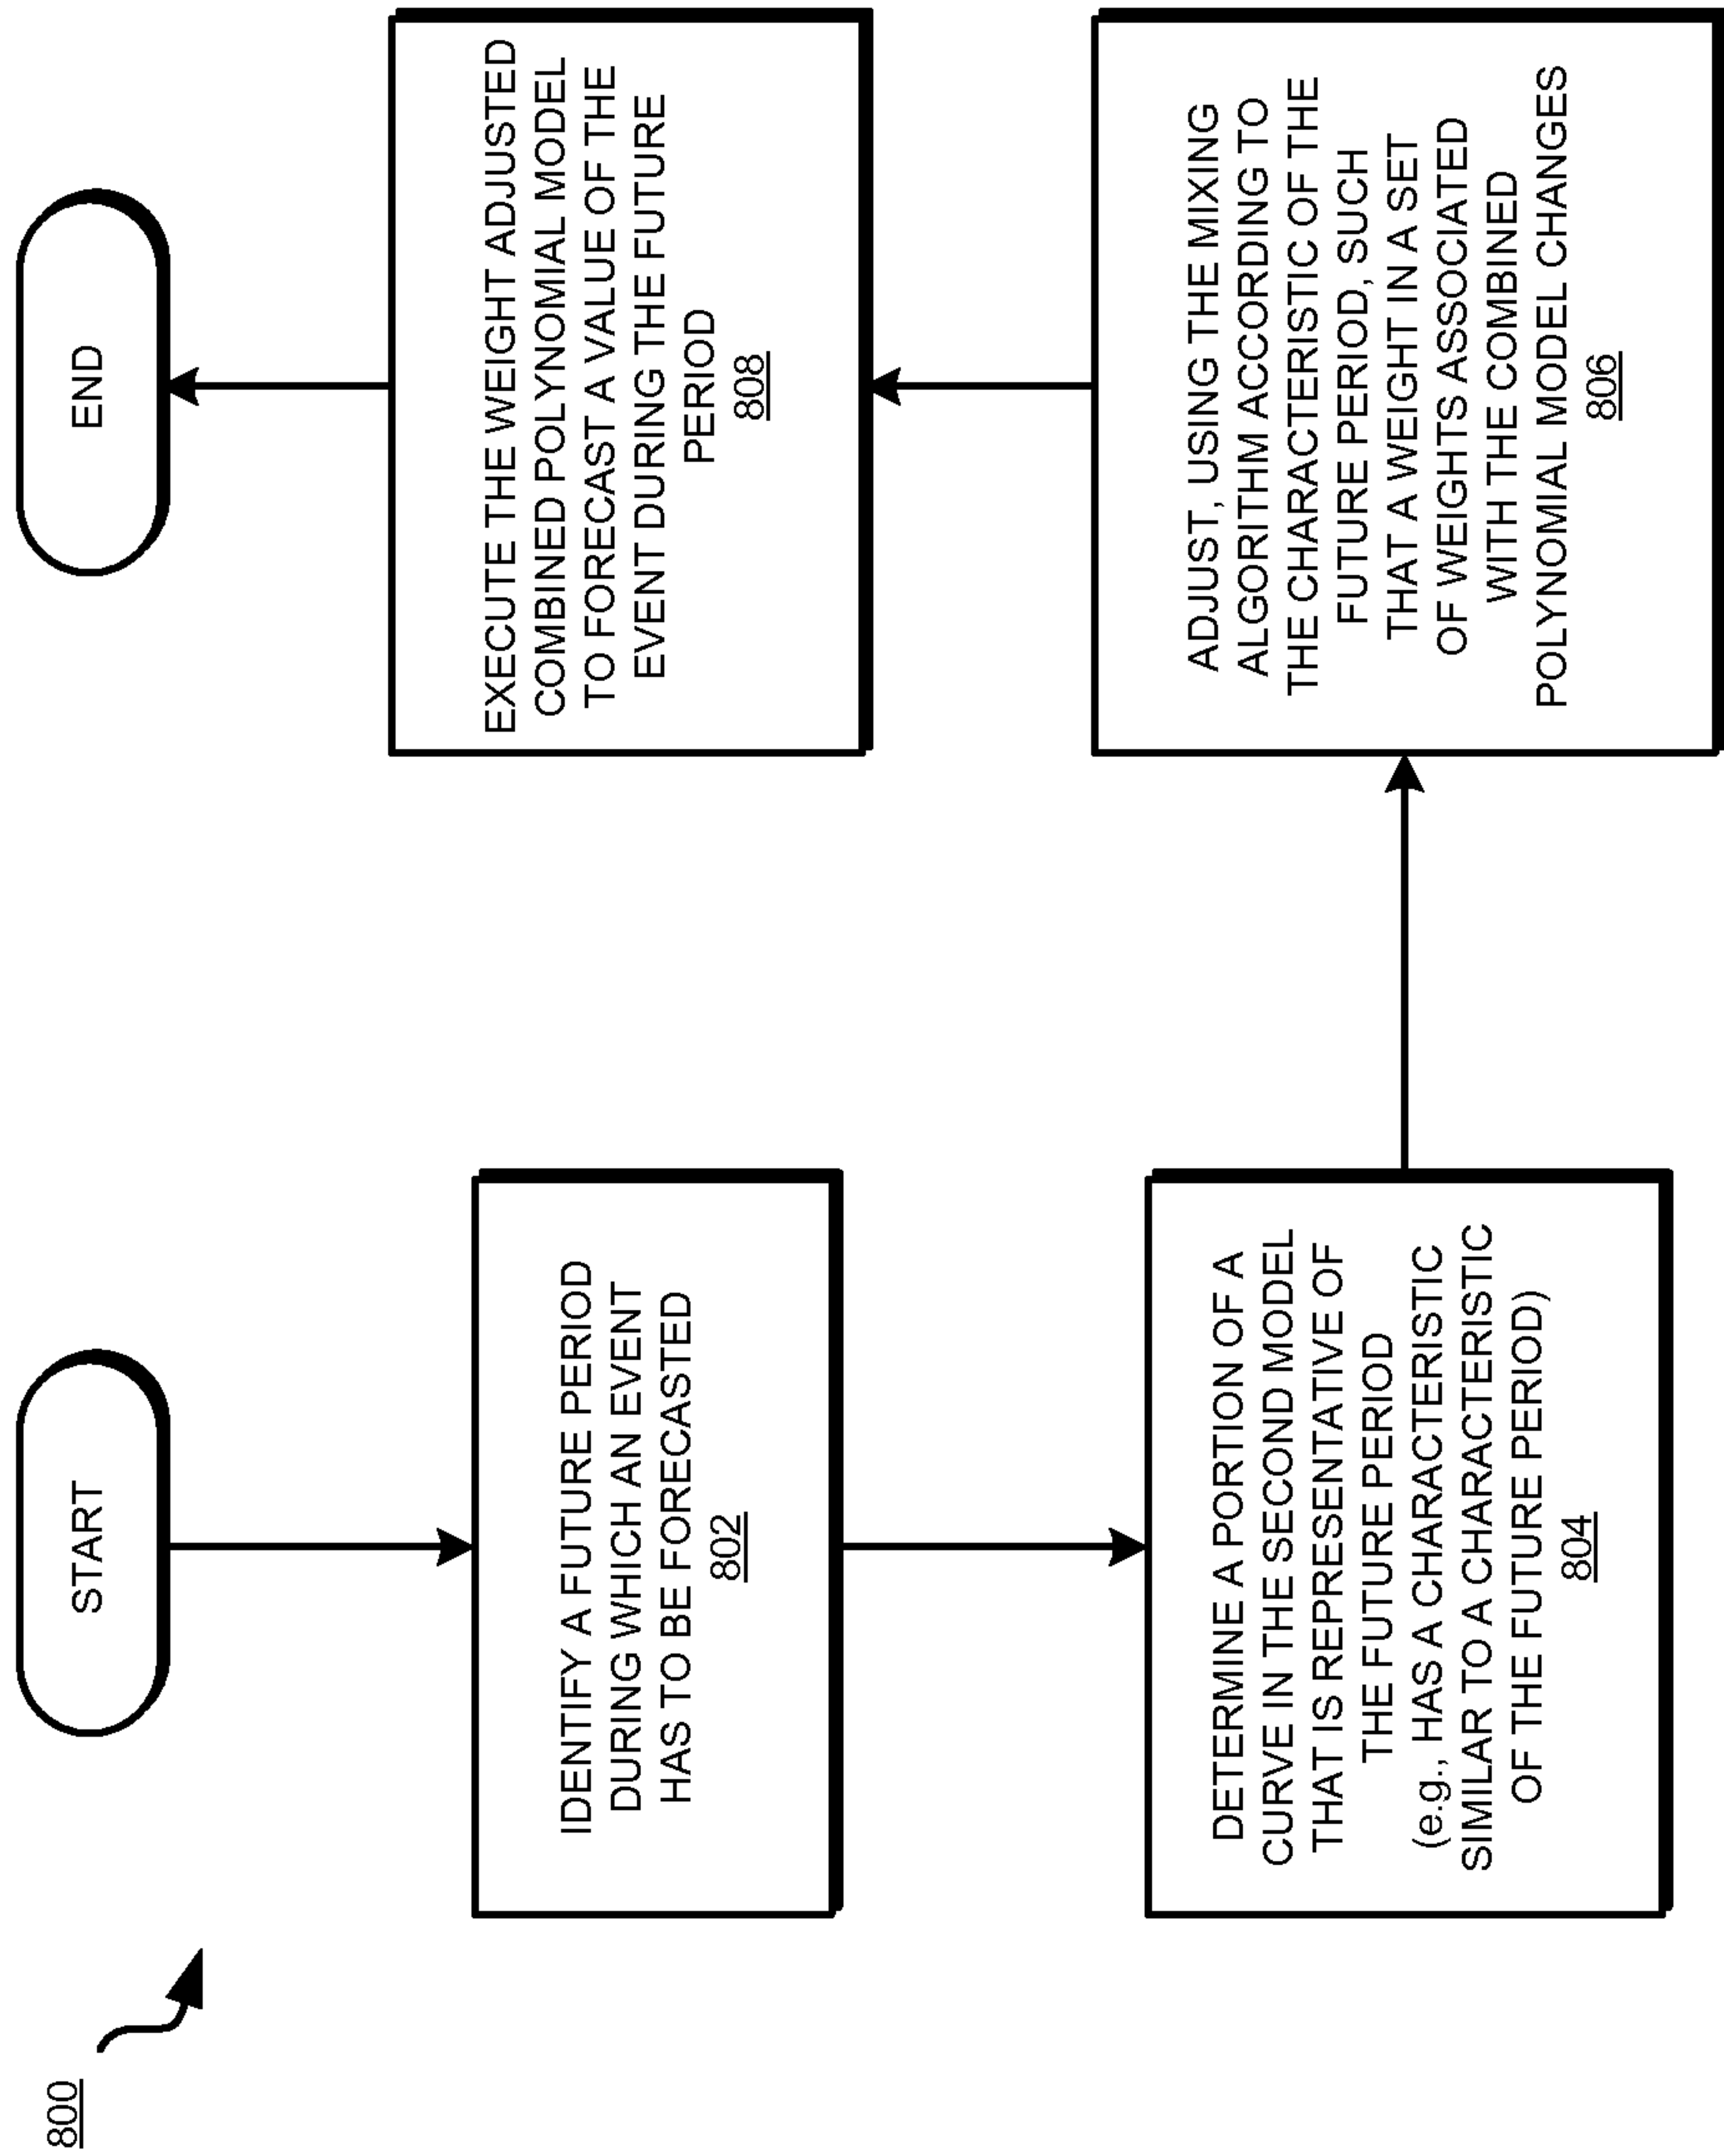 800
START
IDENTIFY A FUTURE PERIOD
DURING WHICH AN EVENT
HAS TO BE FORECASTED
802
DETERMINE A PORTION OF A
CURVE IN THE SECOND MODEL
THAT IS REPRESENTATIVE OF
THE FUTURE PERIOD
(e.g., HAS A CHARACTERISTIC
SIMILAR TO A CHARACTERISTIC
OF THE FUTURE PERIOD)
804
ADJUST, USING THE MIXING
ALGORITHM ACCORDING TO
THE CHARACTERISTIC OF THE
FUTURE PERIOD, SUCH
THAT A WEIGHT IN A SET
OF WEIGHTS ASSOCIATED
WITH THE COMBINED
POLYNOMIAL MODEL CHANGES
806
EXECUTE THE WEIGHT ADJUSTED
COMBINED POLYNOMIAL MODEL
TO FORECAST A VALUE OF THE
EVENT DURING THE FUTURE
PERIOD
808
END